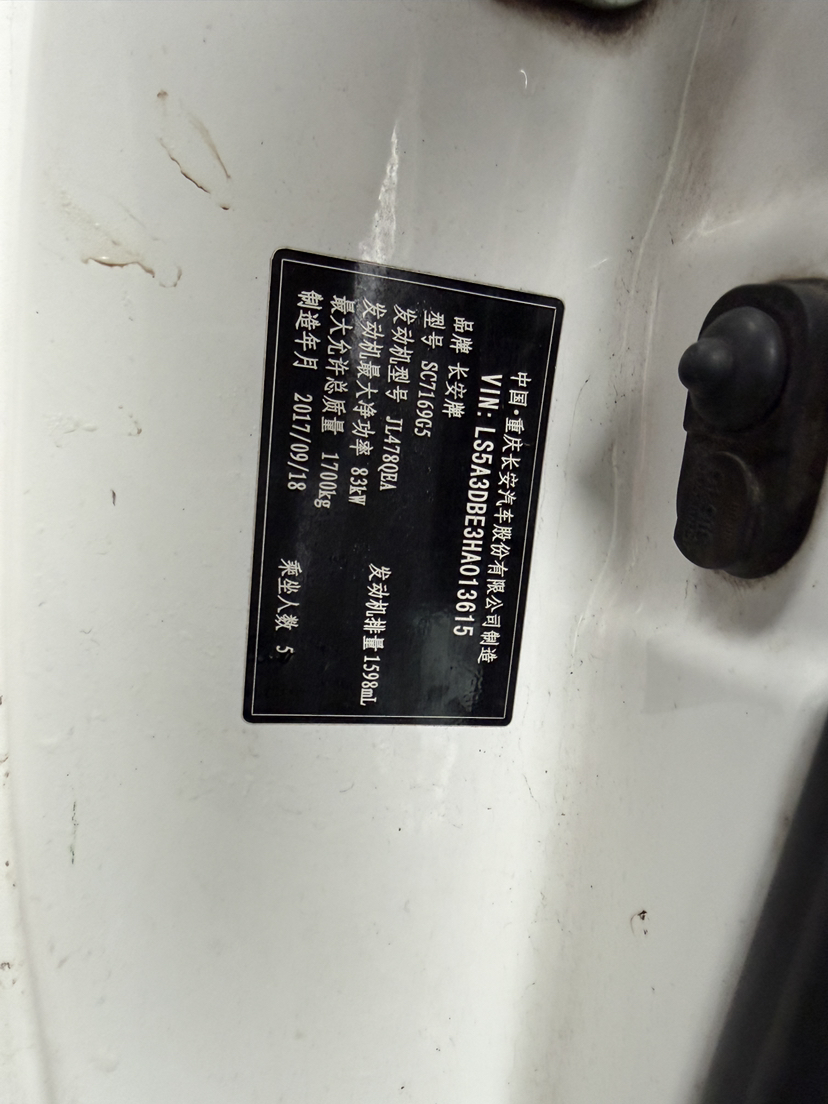 中国·重庆长安汽车股份有限公司制造
VIN: LS5A3DBE3HA013615
品牌 长安牌
型号 SC7169G5
发动机型号 JL478QEA 发动机排量 1598mL
发动机最大净功率 83kW
最大允许总质量 1700kg
制造年月 2017/09/18 乘坐人数 5